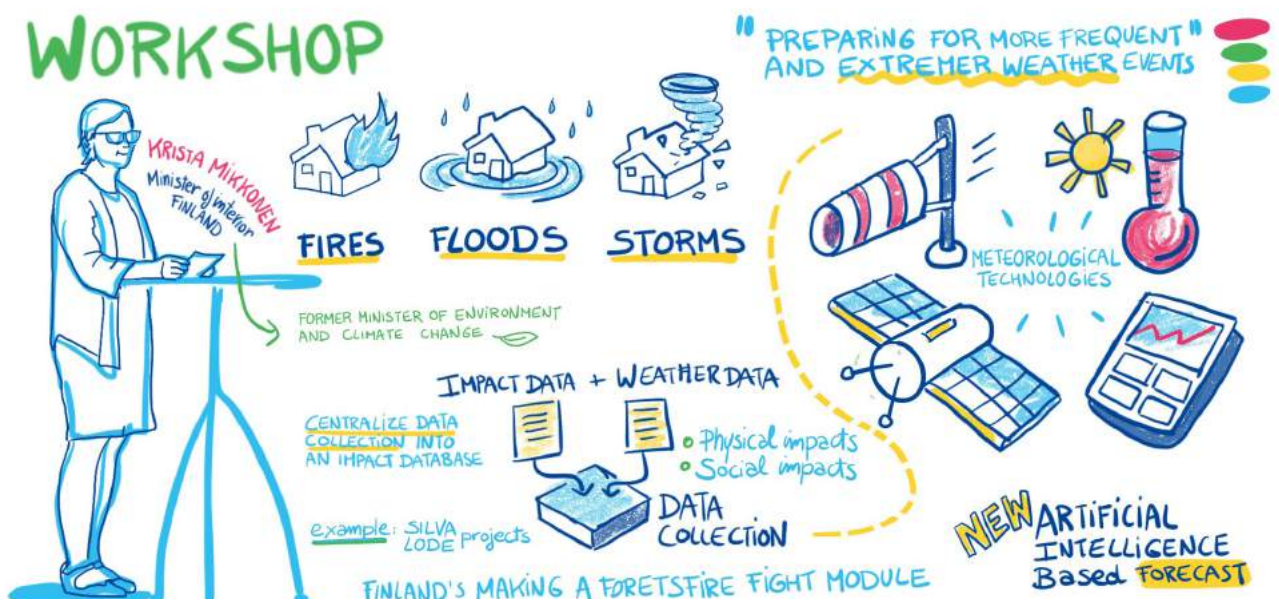 WORKSHOP
"PREPARING FOR MORE FREQUENT"
AND EXTREMER WEATHER EVENTS
KRISTA MIKKONEN
Minister of interior
FINLAND
FIRES
FLOODS
STORMS
FORMER MINISTER OF ENVIRONMENT
AND CLIMATE CHANGE
METEOROLOGICAL
TECHNOLOGIES
IMPACT DATA + WEATHER DATA
CENTRALIZE DATA
COLLECTION INTO
AN IMPACT DATABASE
Physical impacts
Social impacts
DATA
COLLECTION
example: SILVA
LODE projects
FINLAND'S MAKING A FORETSFIRE FIGHT MODULE
NEW ARTIFICIAL
INTELLIGENCE
Based FORECAST